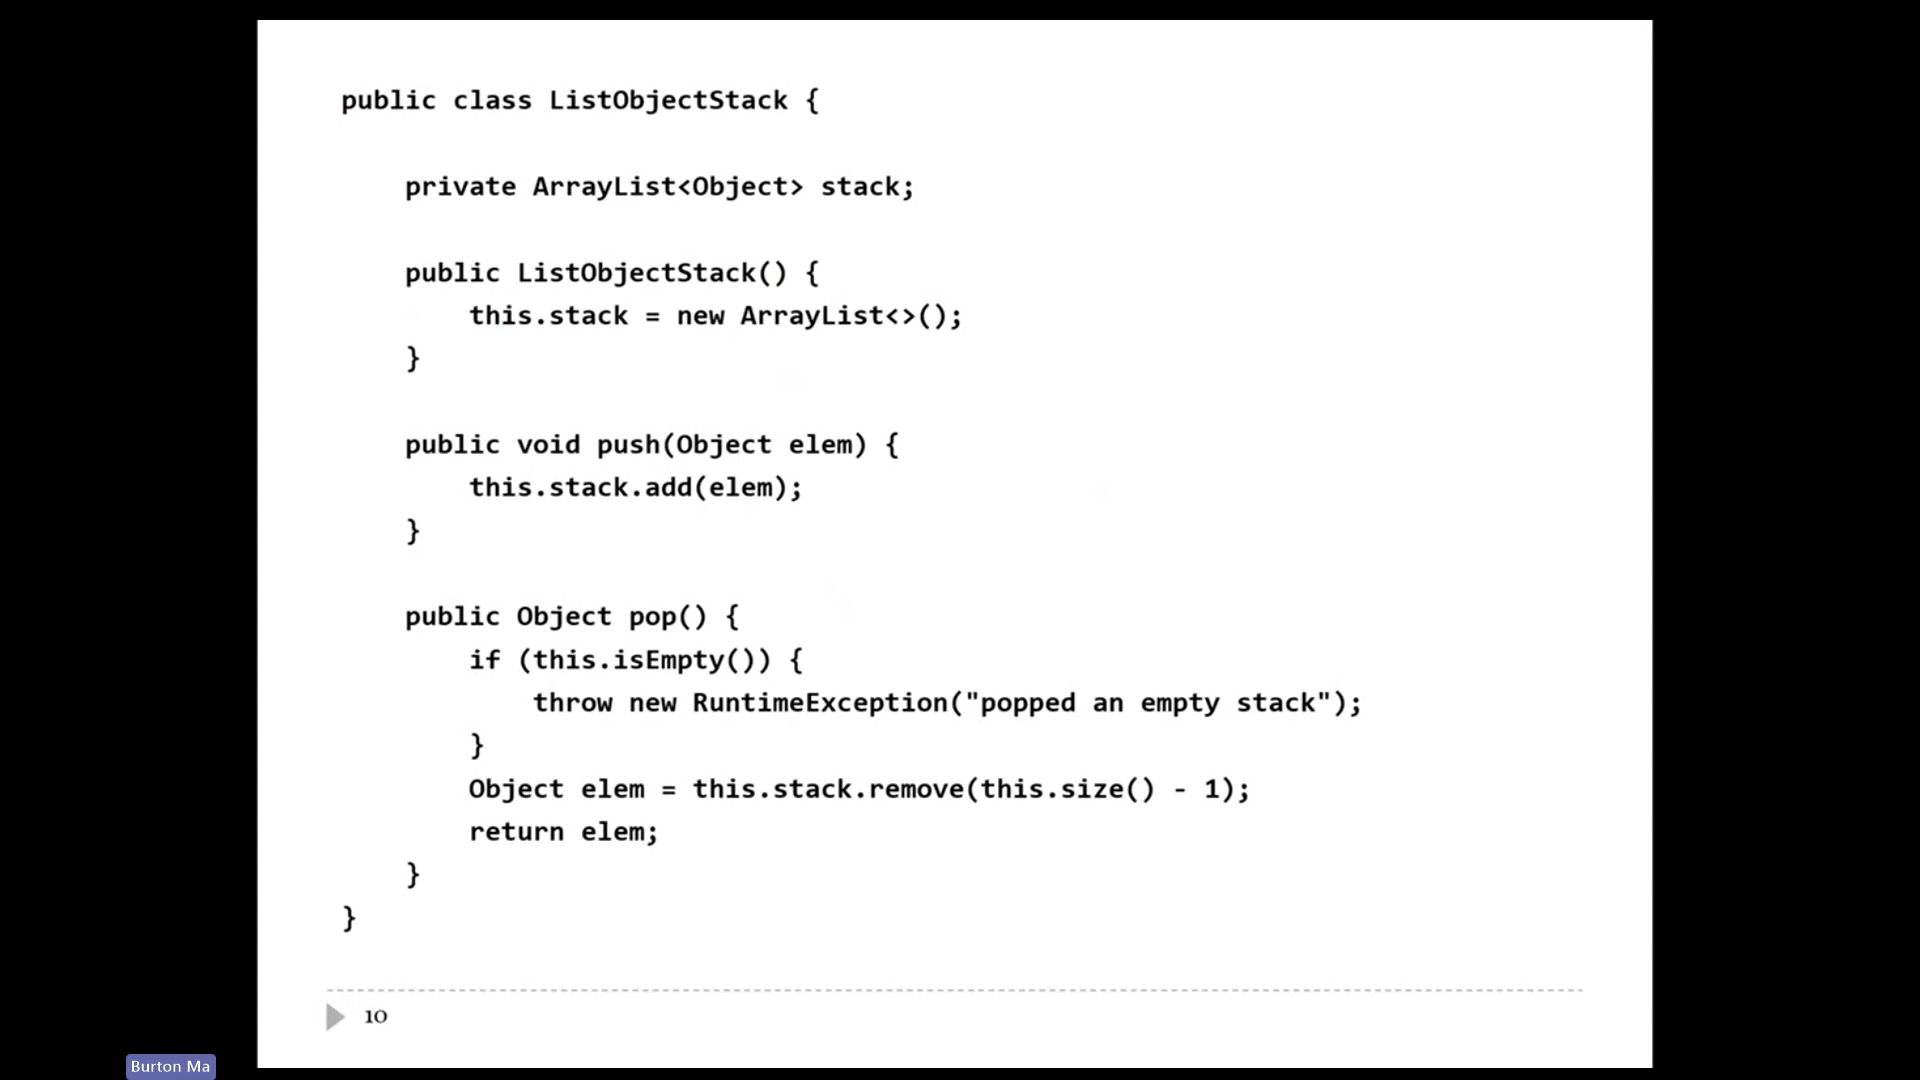 public class ListObjectStack {
private ArrayList<Object> stack;
public ListObjectStack() {
this.stack = new ArrayList<>();
}
public void push(Object elem) {
this.stack.add(elem);
}
public Object pop() {
if (this.isEmpty()) {
throw new RuntimeException("popped an empty stack");
}
Object elem = this.stack.remove(this.size() - 1);
return elem;
}
}
10
Burton Ma